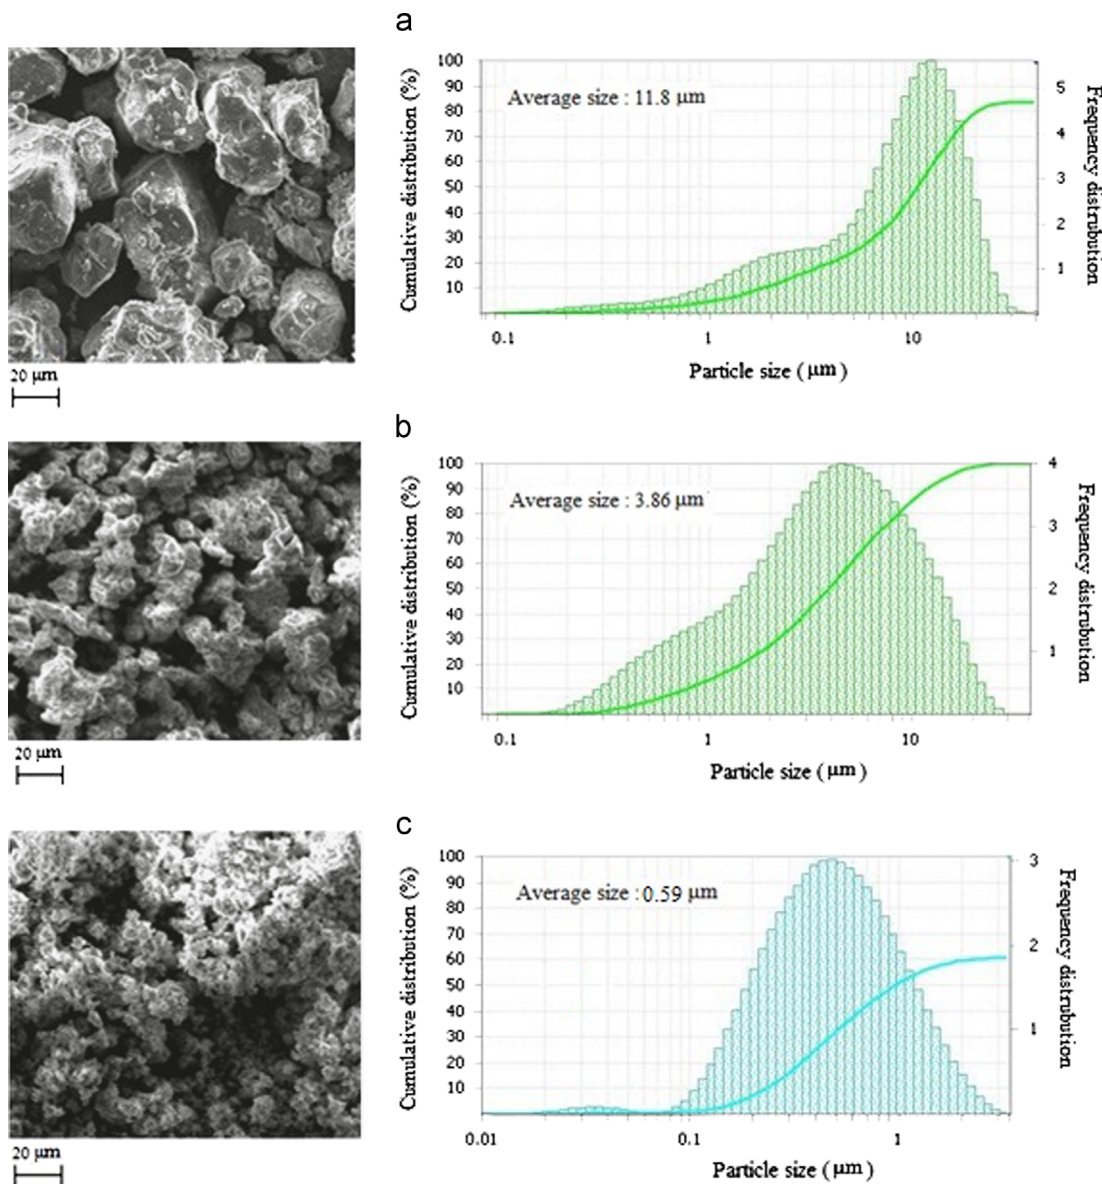 a
100
90
80
70
60
50
40
30
20
10
Cumulative distribution (%)
Average size : 11.8 μm
5
4
3
2
1
Frequency distrubution
0.1
1
10
Particle size ( μm )
20 μm
b
100
90
80
70
60
50
40
30
20
10
Cumulative distribution (%)
Average size : 3.86 μm
4
3
2
1
Frequency distrubution
0.1
1
10
Particle size ( μm )
20 μm
c
100
90
80
70
60
50
40
30
20
10
Cumulative distribution (%)
Average size : 0.59 μm
3
2
1
Frequency distrubution
0.01
0.1
1
Particle size ( μm )
20 μm